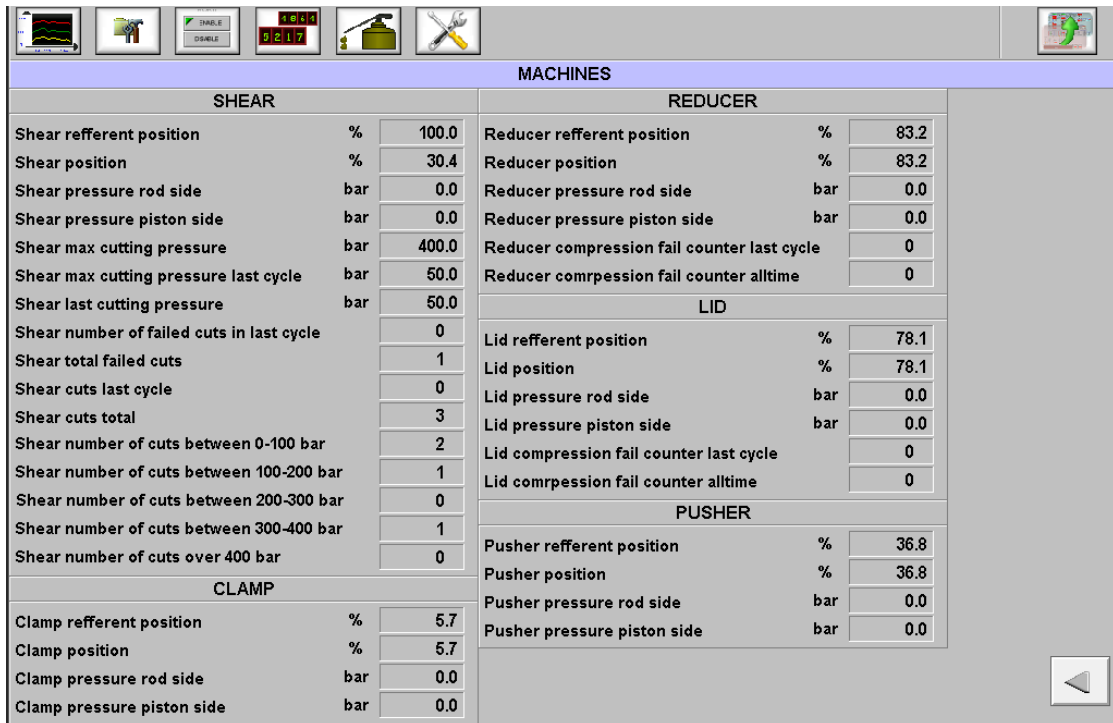 ENABLE
DISABLE
4864
5217
MACHINES
SHEAR
Shear refferent position % 100.0
Shear position % 30.4
Shear pressure rod side bar 0.0
Shear pressure piston side bar 0.0
Shear max cutting pressure bar 400.0
Shear max cutting pressure last cycle bar 50.0
Shear last cutting pressure bar 50.0
Shear number of failed cuts in last cycle 0
Shear total failed cuts 1
Shear cuts last cycle 0
Shear cuts total 3
Shear number of cuts between 0-100 bar 2
Shear number of cuts between 100-200 bar 1
Shear number of cuts between 200-300 bar 0
Shear number of cuts between 300-400 bar 1
Shear number of cuts over 400 bar 0
CLAMP
Clamp refferent position % 5.7
Clamp position % 5.7
Clamp pressure rod side bar 0.0
Clamp pressure piston side bar 0.0
REDUCER
Reducer refferent position % 83.2
Reducer position % 83.2
Reducer pressure rod side bar 0.0
Reducer pressure piston side bar 0.0
Reducer compression fail counter last cycle 0
Reducer comrpession fail counter alltime 0
LID
Lid refferent position % 78.1
Lid position % 78.1
Lid pressure rod side bar 0.0
Lid pressure piston side bar 0.0
Lid compression fail counter last cycle 0
Lid comrpession fail counter alltime 0
PUSHER
Pusher refferent position % 36.8
Pusher position % 36.8
Pusher pressure rod side bar 0.0
Pusher pressure piston side bar 0.0